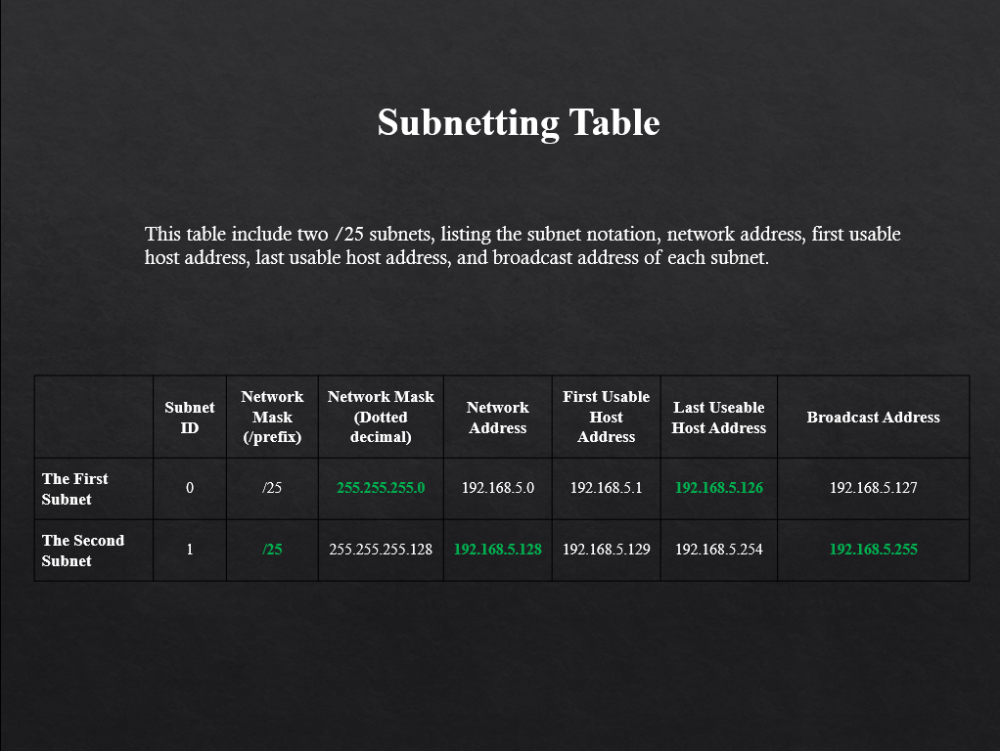 Subnetting Table
This table include two /25 subnets, listing the subnet notation, network address, first usable
host address, last usable host address, and broadcast address of each subnet.
Subnet ID
Network Mask (/prefix)
Network Mask (Dotted decimal)
Network Address
First Usable Host Address
Last Useable Host Address
Broadcast Address
The First Subnet
0
/25
255.255.255.0
192.168.5.0
192.168.5.1
192.168.5.126
192.168.5.127
The Second Subnet
1
/25
255.255.255.128
192.168.5.128
192.168.5.129
192.168.5.254
192.168.5.255